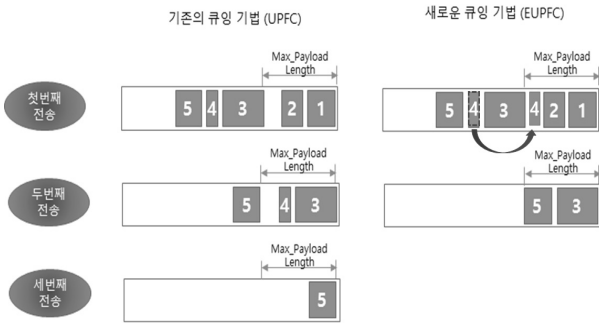 기존의 큐잉 기법 (UPFC)
새로운 큐잉 기법 (EUPFC)
Max_Payload
Length
Max_Payload
Length
첫번째
전송
5 4 3 2 1
5 4 3 4 2 1
Max_Payload
Length
Max_Payload
Length
두번째
전송
5 4 3
5 3
Max_Payload
Length
세번째
전송
5